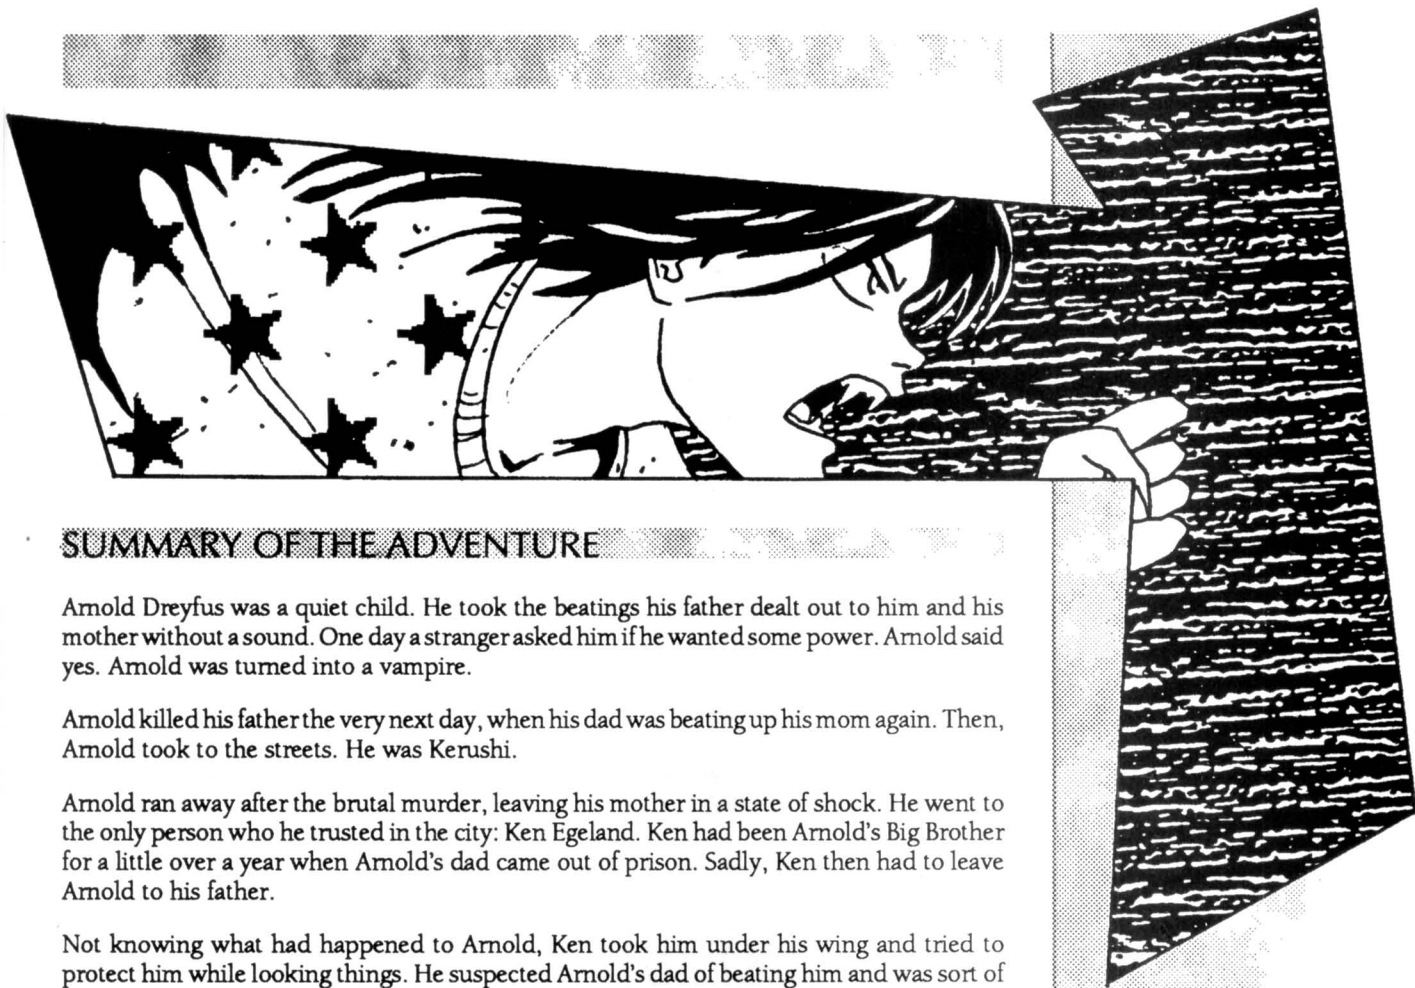 SUMMARY OF THE ADVENTURE
Arnold Dreyfus was a quiet child. He took the beatings his father dealt out to him and his
mother without a sound. One day a stranger asked him if he wanted some power. Arnold said
yes. Arnold was turned into a vampire.
Arnold killed his father the very next day, when his dad was beating up his mom again. Then,
Arnold took to the streets. He was Kerushi.
Arnold ran away after the brutal murder, leaving his mother in a state of shock. He went to
the only person who he trusted in the city: Ken Egeland. Ken had been Arnold's Big Brother
for a little over a year when Arnold's dad came out of prison. Sadly, Ken then had to leave
Arnold to his father.
Not knowing what had happened to Arnold, Ken took him under his wing and tried to
protect him while looking things. He suspected Arnold's dad of beating him and was sort of